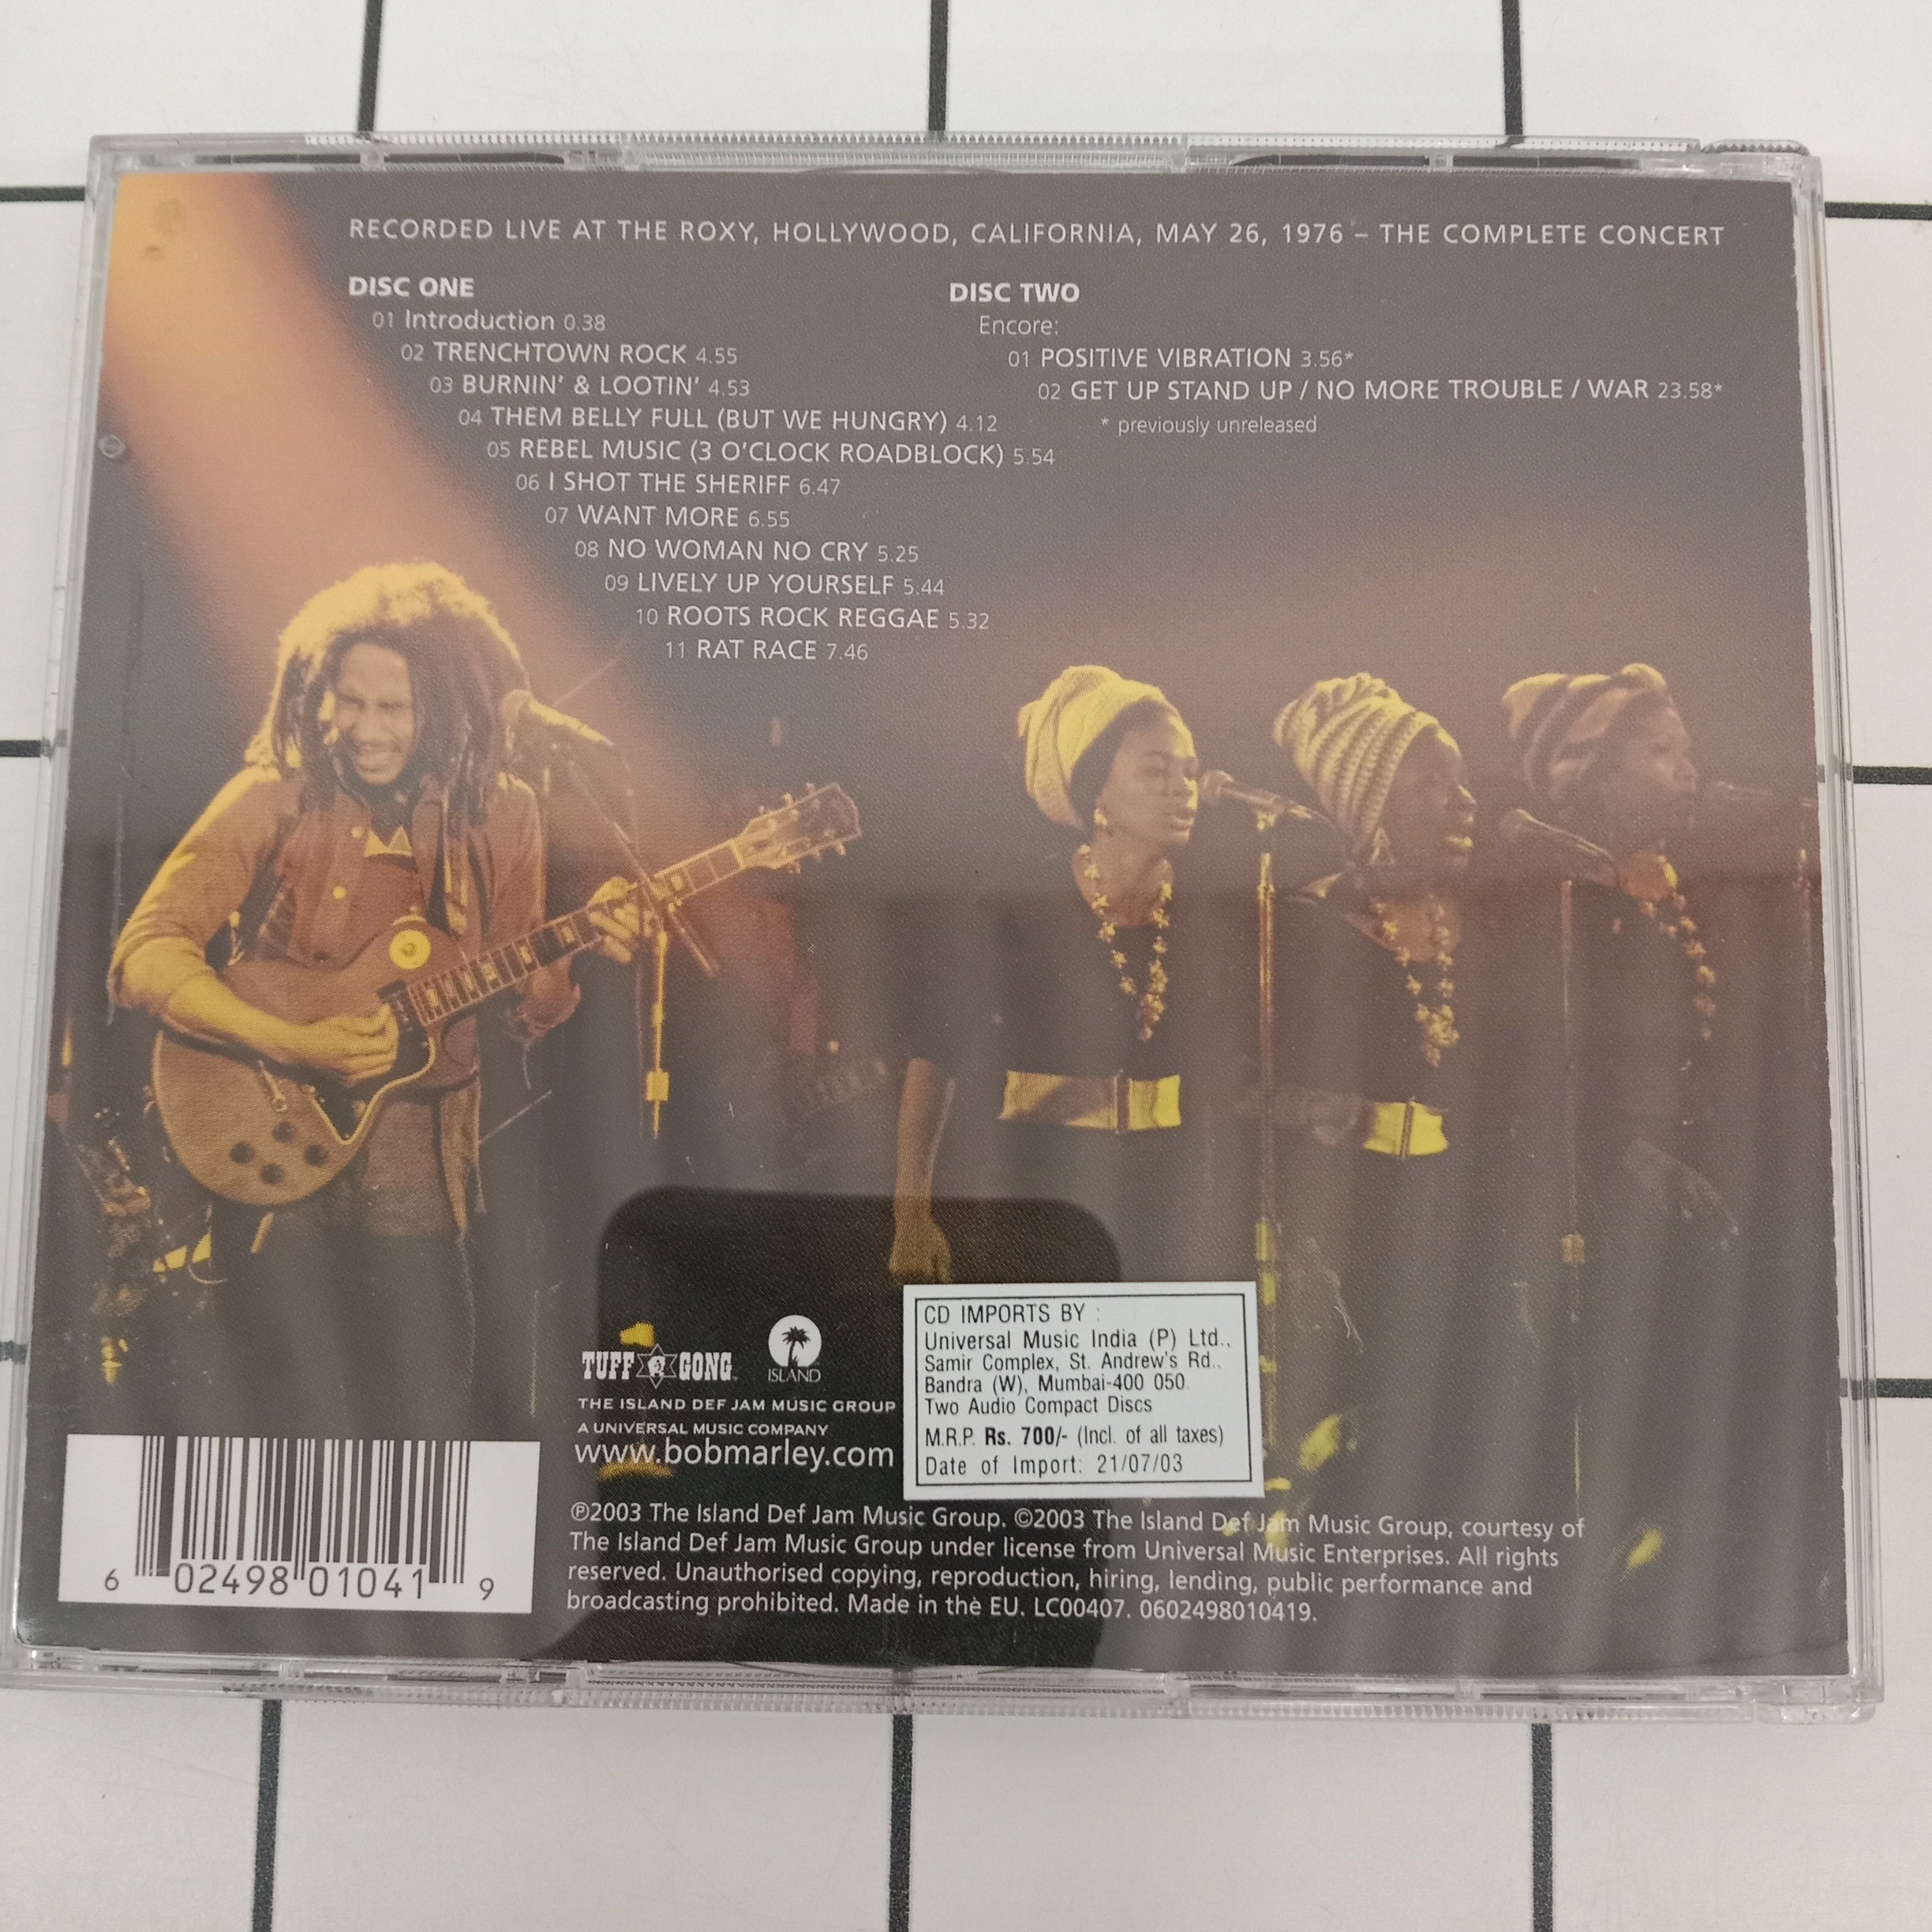 RECORDED LIVE AT THE ROXY, HOLLYWOOD, CALIFORNIA, MAY 26, 1976 – THE COMPLETE CONCERT
DISC ONE
01 Introduction 0.38
02 TRENCHTOWN ROCK 4.55
03 BURNIN' & LOOTIN' 4.53
04 THEM BELLY FULL (BUT WE HUNGRY) 4.12
05 REBEL MUSIC (3 O'CLOCK ROADBLOCK) 5.54
06 I SHOT THE SHERIFF 6.47
07 WANT MORE 6.55
08 NO WOMAN NO CRY 5.25
09 LIVELY UP YOURSELF 5.44
10 ROOTS ROCK REGGAE 5.32
11 RAT RACE 7.46
DISC TWO
Encore:
01 POSITIVE VIBRATION 3.56*
02 GET UP STAND UP / NO MORE TROUBLE / WAR 23.58*
* previously unreleased
TUFF GONG
ISLAND
THE ISLAND DEF JAM MUSIC GROUP
A UNIVERSAL MUSIC COMPANY
www.bobmarley.com
CD IMPORTS BY :
Universal Music India (P) Ltd.,
Samir Complex, St. Andrew's Rd.,
Bandra (W), Mumbai-400 050.
Two Audio Compact Discs
M.R.P. Rs. 700/- (Incl. of all taxes)
Date of Import: 21/07/03
6 02498 01041 9
℗2003 The Island Def Jam Music Group. ©2003 The Island Def Jam Music Group, courtesy of
The Island Def Jam Music Group under license from Universal Music Enterprises. All rights
reserved. Unauthorised copying, reproduction, hiring, lending, public performance and
broadcasting prohibited. Made in the EU. LC00407. 0602498010419.